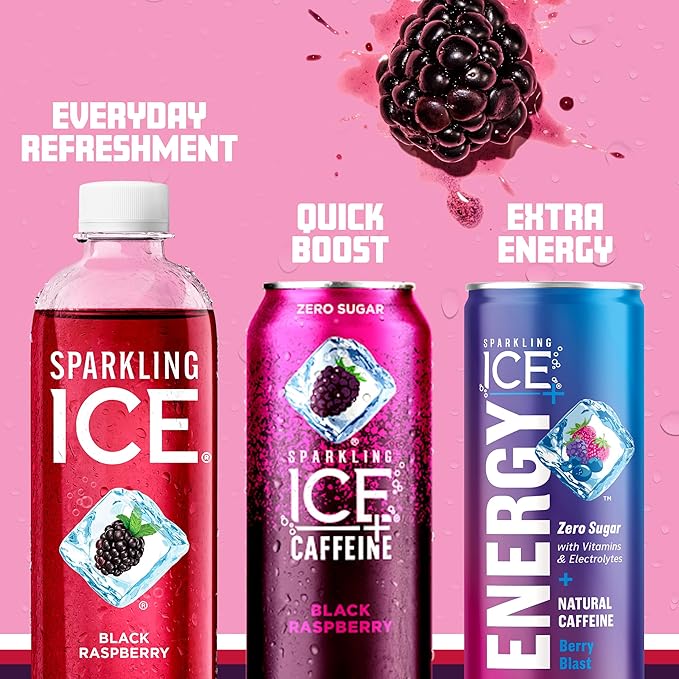 EVERYDAY
REFRESHMENT
QUICK
BOOST
EXTRA
ENERGY
SPARKLING
ICE®
®
BLACK
RASPBERRY
ZERO SUGAR
®
SPARKLING
ICE
+
CAFFEINE
BLACK
RASPBERRY
SPARKLING
ICE®
+
ENERGY
™
Zero Sugar
with Vitamins
& Electrolytes
+
NATURAL
CAFFEINE
Berry
Blast